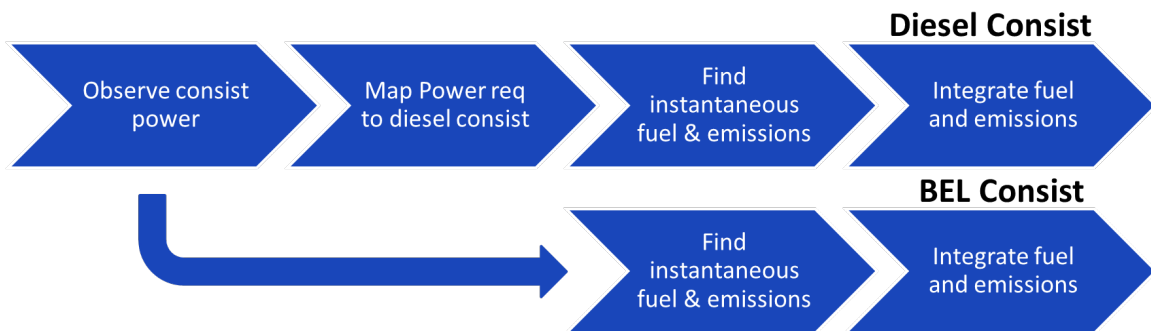 Diesel Consist
Observe consist
power
Map Power req
to diesel consist
Find
instantaneous
fuel & emissions
Integrate fuel
and emissions
BEL Consist
Find
instantaneous
fuel & emissions
Integrate fuel
and emissions